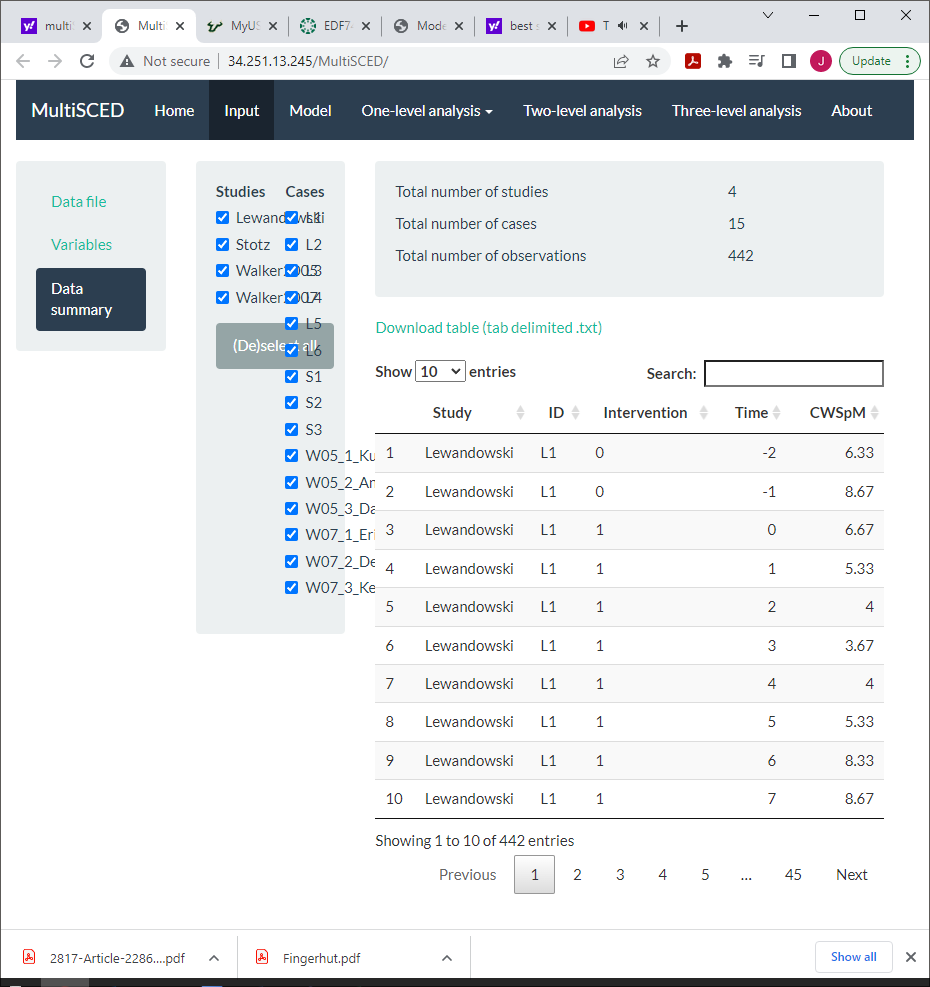 multi
Multi
MyUS
EDF7
Mode
best s
T
Not secure 34.251.13.245/MultiSCED/
J Update
MultiSCED Home Input Model One-level analysis Two-level analysis Three-level analysis About
Data file
Variables
Data
summary
Studies Cases
Lewandowski L1
Stotz L2
Walker2005 L3
Walker2007 L4
L5
(De)select all L6
S1
S2
S3
W05_1_Ku
W05_2_An
W05_3_Da
W07_1_Eri
W07_2_De
W07_3_Ke
Total number of studies 4
Total number of cases 15
Total number of observations 442
Download table (tab delimited .txt)
Show 10 entries Search:
Study ID Intervention Time CWSpM
1 Lewandowski L1 0 -2 6.33
2 Lewandowski L1 0 -1 8.67
3 Lewandowski L1 1 0 6.67
4 Lewandowski L1 1 1 5.33
5 Lewandowski L1 1 2 4
6 Lewandowski L1 1 3 3.67
7 Lewandowski L1 1 4 4
8 Lewandowski L1 1 5 5.33
9 Lewandowski L1 1 6 8.33
10 Lewandowski L1 1 7 8.67
Showing 1 to 10 of 442 entries
Previous 1 2 3 4 5 ... 45 Next
2817-Article-2286....pdf Fingerhut.pdf Show all